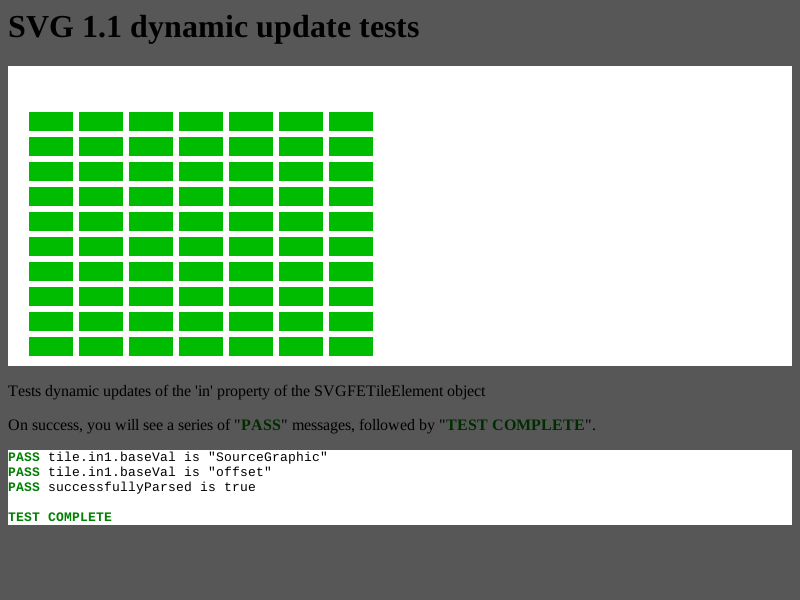 SVG 1.1 dynamic update tests
Tests dynamic updates of the 'in' property of the SVGFETileElement object
On success, you will see a series of "PASS" messages, followed by "TEST COMPLETE".
PASS tile.in1.baseVal is "SourceGraphic"
PASS tile.in1.baseVal is "offset"
PASS successfullyParsed is true
TEST COMPLETE